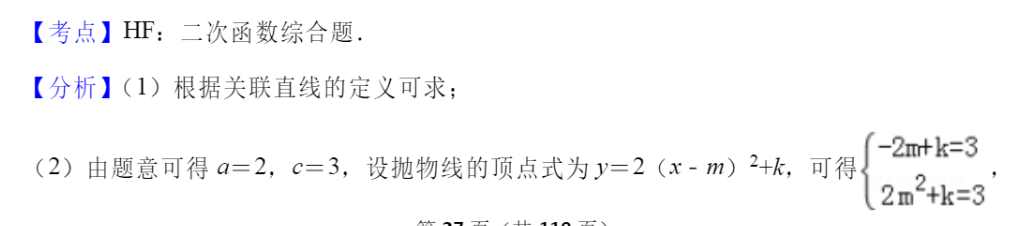 【考点】HF：二次函数综合题．
【分析】（1）根据关联直线的定义可求；
（2）由题意可得 a＝2，c＝3，设抛物线的顶点式为 y＝2（x - m）²+k，可得{-2m+k=3
2m²+k=3，